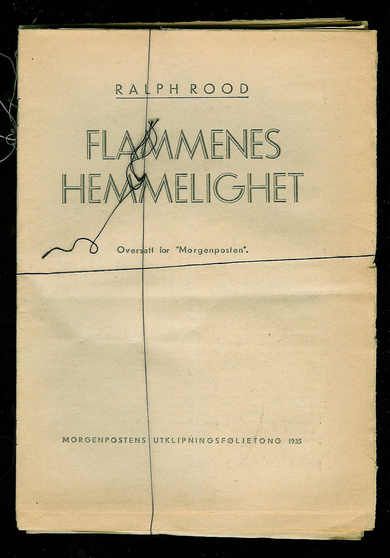 RALPH ROOD
FLAMMENES
HEMMELIGHET
Oversatt for "Morgenposten".
MORGENPOSTENS UTKLIPNINGSFØLJETONG 1935